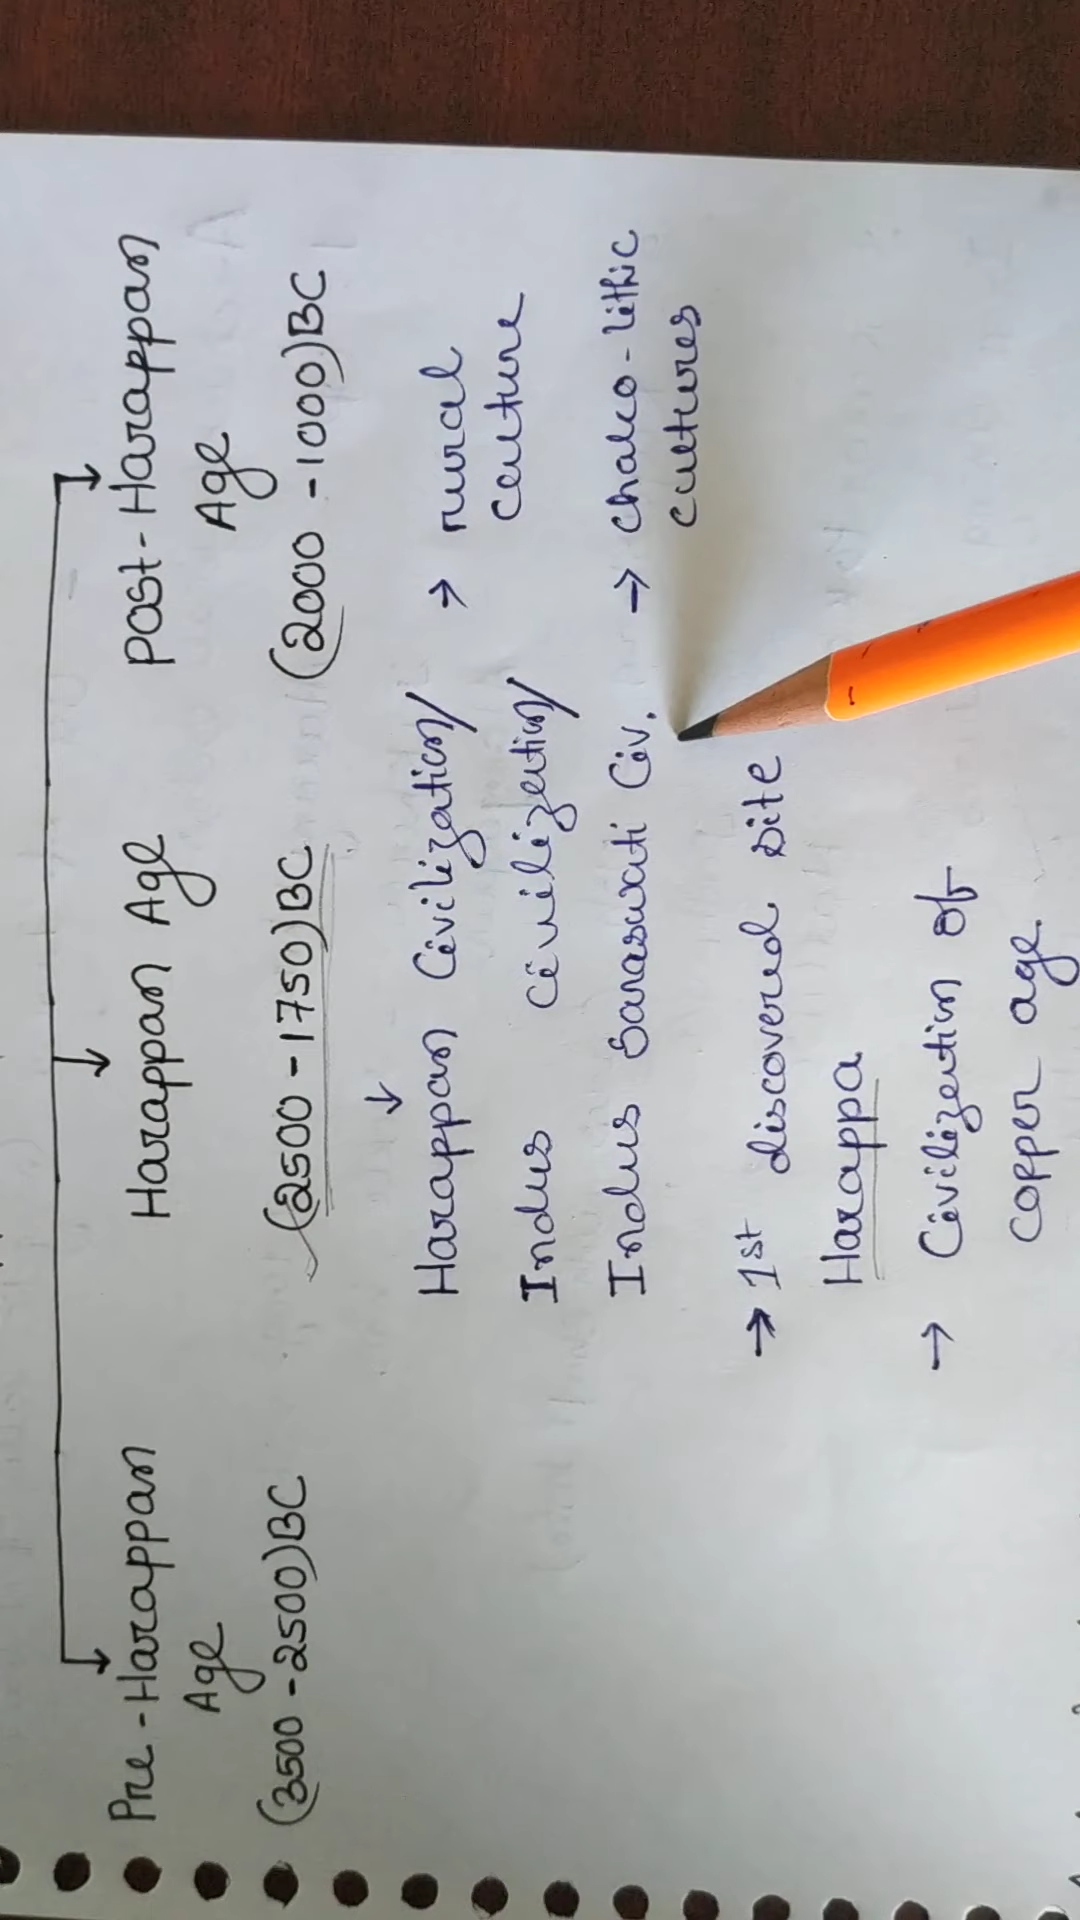 Pre-Harappan
Age
(3500-2500)BC
Harappan Age
(2500-1750)BC
Harappan Civilization/
Indus civilization/
Indus Saraswati Civ.
→ 1st discovered site
Harappa
→ Civilization of
copper age
Post-Harappan
Age
(2000-1000)BC
→ rural
culture
→ chalco-lithic
cultures